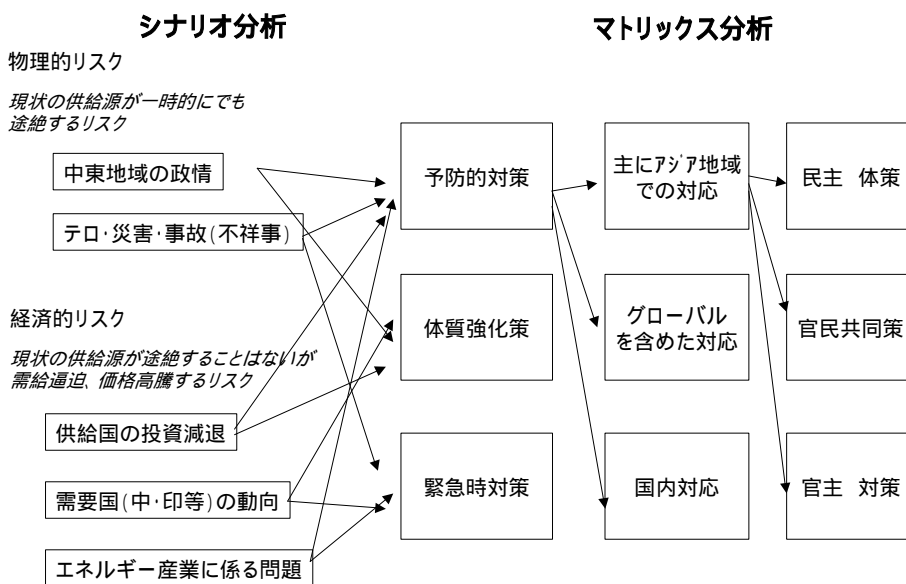 シナリオ分析
マトリックス分析
物理的リスク
現状の供給源が一時的にでも
途絶するリスク
中東地域の政情
テロ・災害・事故(不祥事)
経済的リスク
現状の供給源が途絶することはないが
需給逼迫、価格高騰するリスク
供給国の投資減退
需要国(中・印等)の動向
エネルギー産業に係る問題
予防的対策
体質強化策
緊急時対策
主にアジア地域
での対応
グローバル
を含めた対応
国内対応
民主 体策
官民共同策
官主 対策